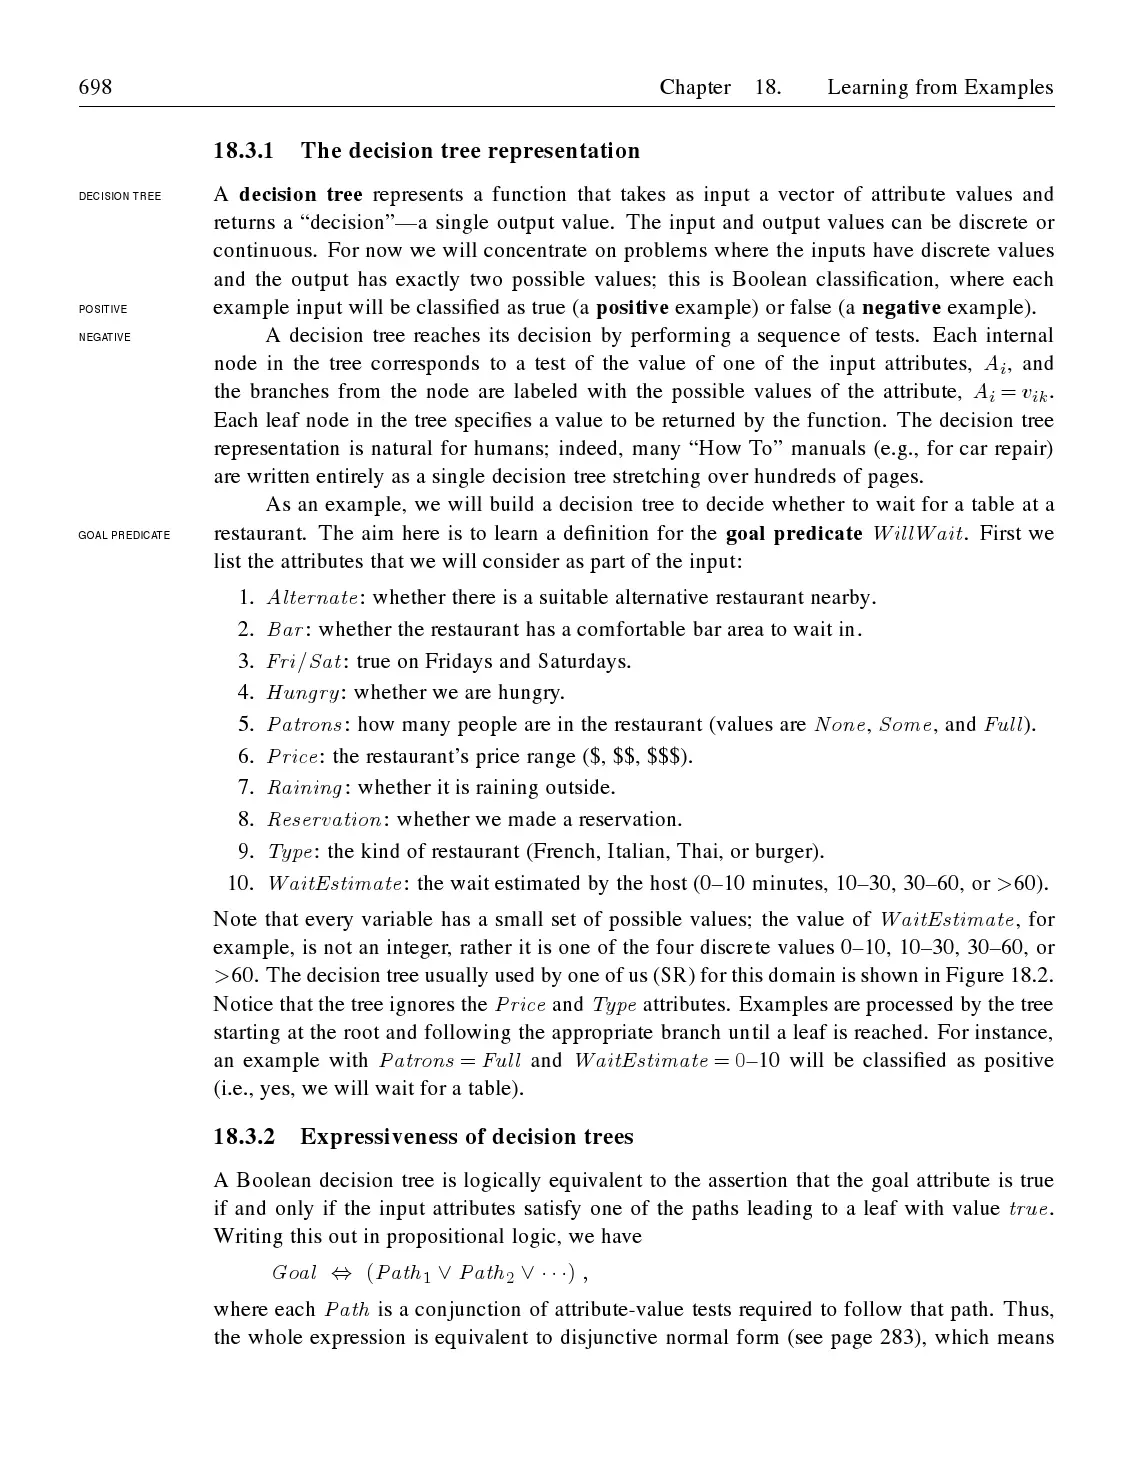 698 Chapter 18. Learning from Examples
18.3.1 The decision tree representation
DECISION TREE
A decision tree represents a function that takes as input a vector of attribute values and
returns a “decision”—a single output value. The input and output values can be discrete or
continuous. For now we will concentrate on problems where the inputs have discrete values
and the output has exactly two possible values; this is Boolean classification, where each
POSITIVE
example input will be classified as true (a positive example) or false (a negative example).
NEGATIVE
A decision tree reaches its decision by performing a sequence of tests. Each internal
node in the tree corresponds to a test of the value of one of the input attributes, Aᵢ, and
the branches from the node are labeled with the possible values of the attribute, Aᵢ = vᵢₖ.
Each leaf node in the tree specifies a value to be returned by the function. The decision tree
representation is natural for humans; indeed, many “How To” manuals (e.g., for car repair)
are written entirely as a single decision tree stretching over hundreds of pages.
As an example, we will build a decision tree to decide whether to wait for a table at a
GOAL PREDICATE
restaurant. The aim here is to learn a definition for the goal predicate WillWait. First we
list the attributes that we will consider as part of the input:
1. Alternate: whether there is a suitable alternative restaurant nearby.
2. Bar: whether the restaurant has a comfortable bar area to wait in.
3. Fri/Sat: true on Fridays and Saturdays.
4. Hungry: whether we are hungry.
5. Patrons: how many people are in the restaurant (values are None, Some, and Full).
6. Price: the restaurant’s price range ($, $$, $$$).
7. Raining: whether it is raining outside.
8. Reservation: whether we made a reservation.
9. Type: the kind of restaurant (French, Italian, Thai, or burger).
10. WaitEstimate: the wait estimated by the host (0–10 minutes, 10–30, 30–60, or >60).
Note that every variable has a small set of possible values; the value of WaitEstimate, for
example, is not an integer, rather it is one of the four discrete values 0–10, 10–30, 30–60, or
>60. The decision tree usually used by one of us (SR) for this domain is shown in Figure 18.2.
Notice that the tree ignores the Price and Type attributes. Examples are processed by the tree
starting at the root and following the appropriate branch until a leaf is reached. For instance,
an example with Patrons = Full and WaitEstimate = 0–10 will be classified as positive
(i.e., yes, we will wait for a table).
18.3.2 Expressiveness of decision trees
A Boolean decision tree is logically equivalent to the assertion that the goal attribute is true
if and only if the input attributes satisfy one of the paths leading to a leaf with value true.
Writing this out in propositional logic, we have
Goal ⇔ (Path₁ ∨ Path₂ ∨ ···) ,
where each Path is a conjunction of attribute-value tests required to follow that path. Thus,
the whole expression is equivalent to disjunctive normal form (see page 283), which means